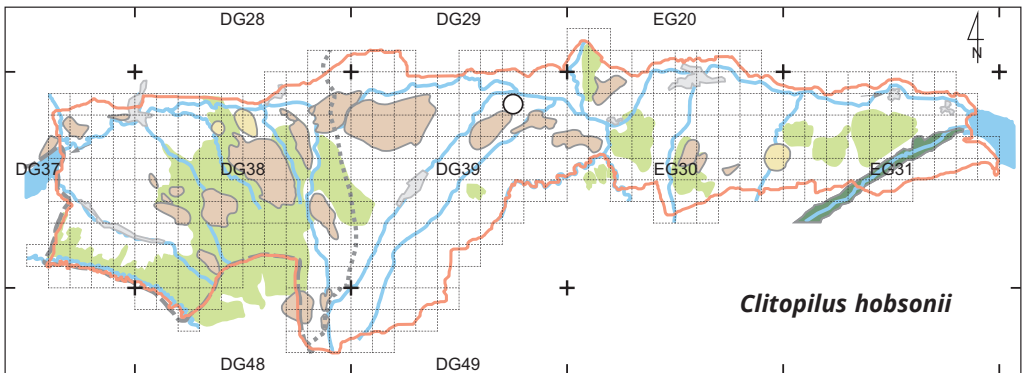 DG28 DG29 EG20
N
DG37 DG38 DG39 EG30 EG31
Clitopilus hobsonii
DG48 DG49